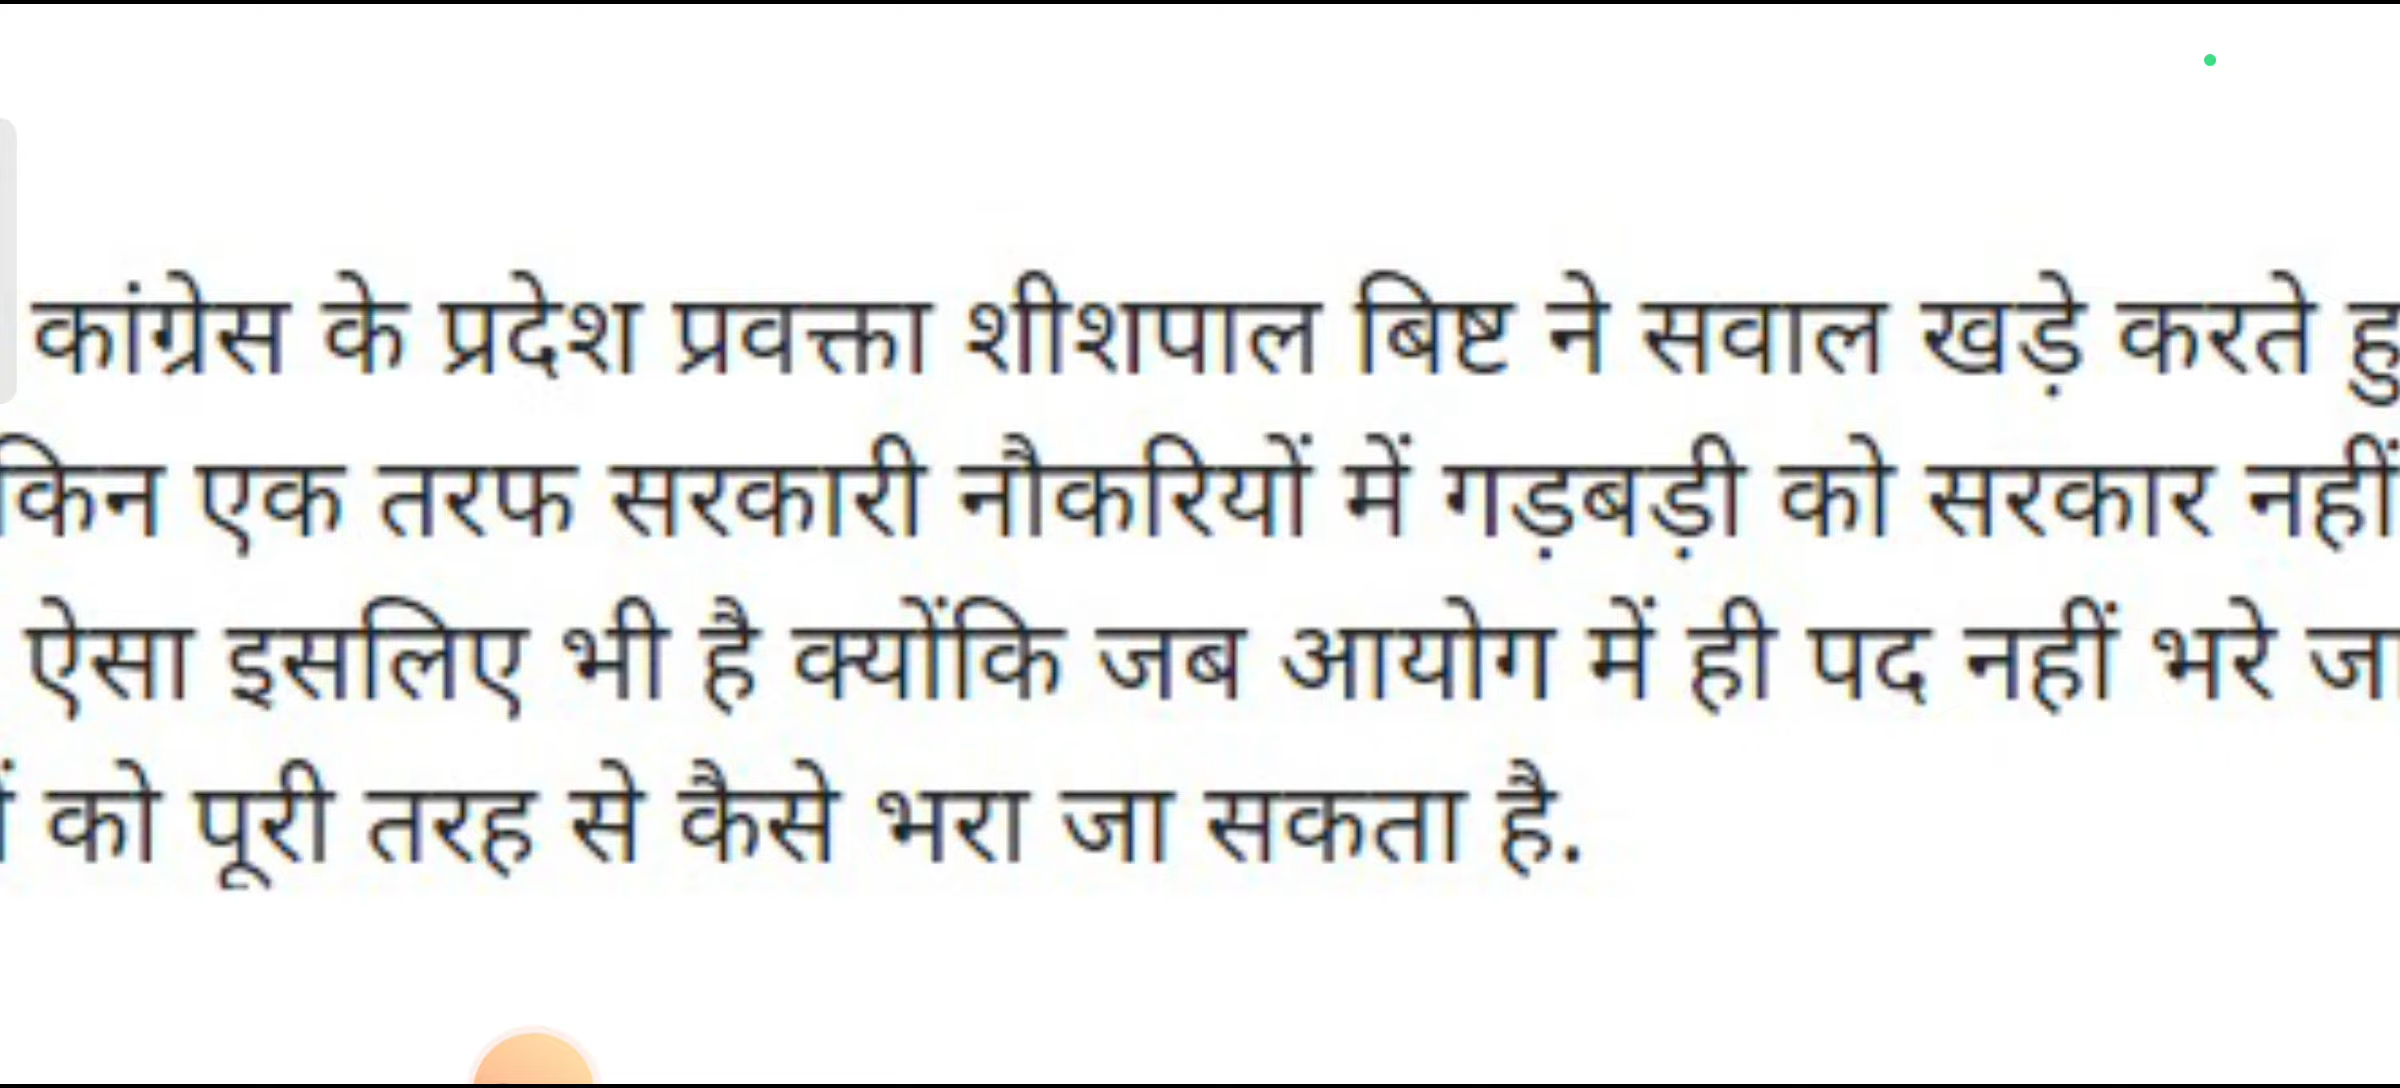 कांग्रेस के प्रदेश प्रवक्ता शीशपाल बिष्ट ने सवाल खड़े करते
एक तरफ सरकारी नौकरियों में गड़बड़ी को सरकार नहीं
ऐसा इसलिए भी है क्योंकि जब आयोग में ही पद नहीं भरे
को पूरी तरह से कैसे भरा जा सकता है.